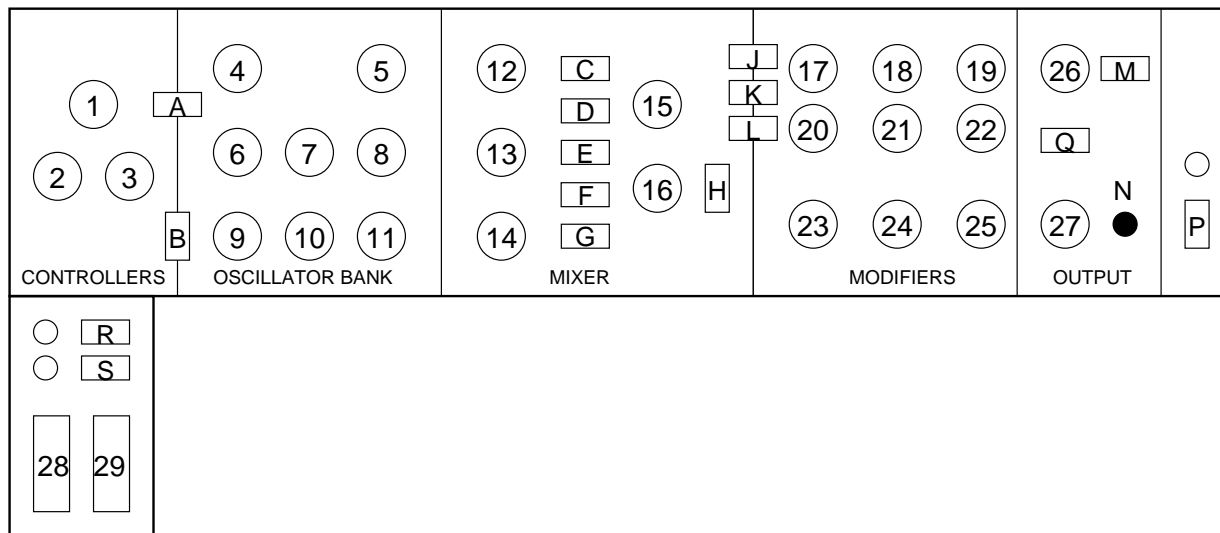 4 5 12 C J 17 18 19 26 M
1 A D K 15
L 20 21 22
6 7 8 13 E Q
2 3 F 16 H N
B 9 10 11 14 G 23 24 25 27 P
CONTROLLERS OSCILLATOR BANK MIXER MODIFIERS OUTPUT
R
S
28 29